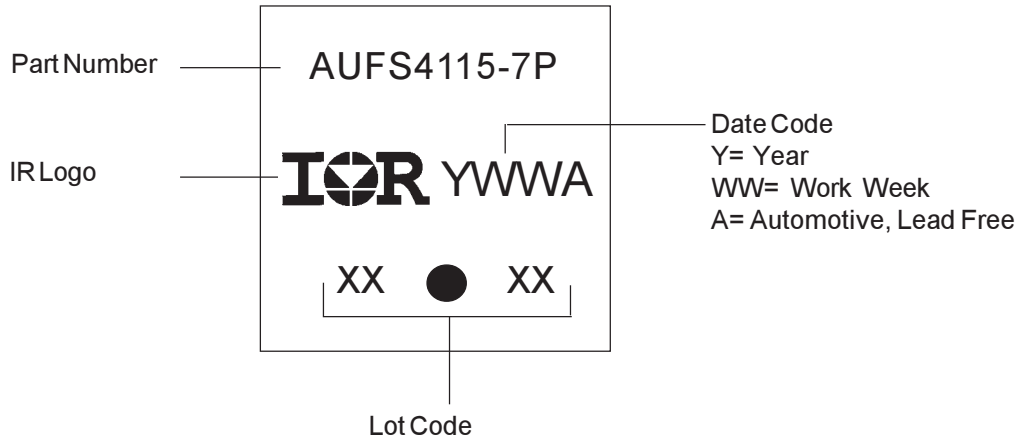 Part Number
AUFS4115-7P
IR Logo
IOR YWWA
Date Code
Y= Year
WW= Work Week
A= Automotive, Lead Free
XX XX
Lot Code